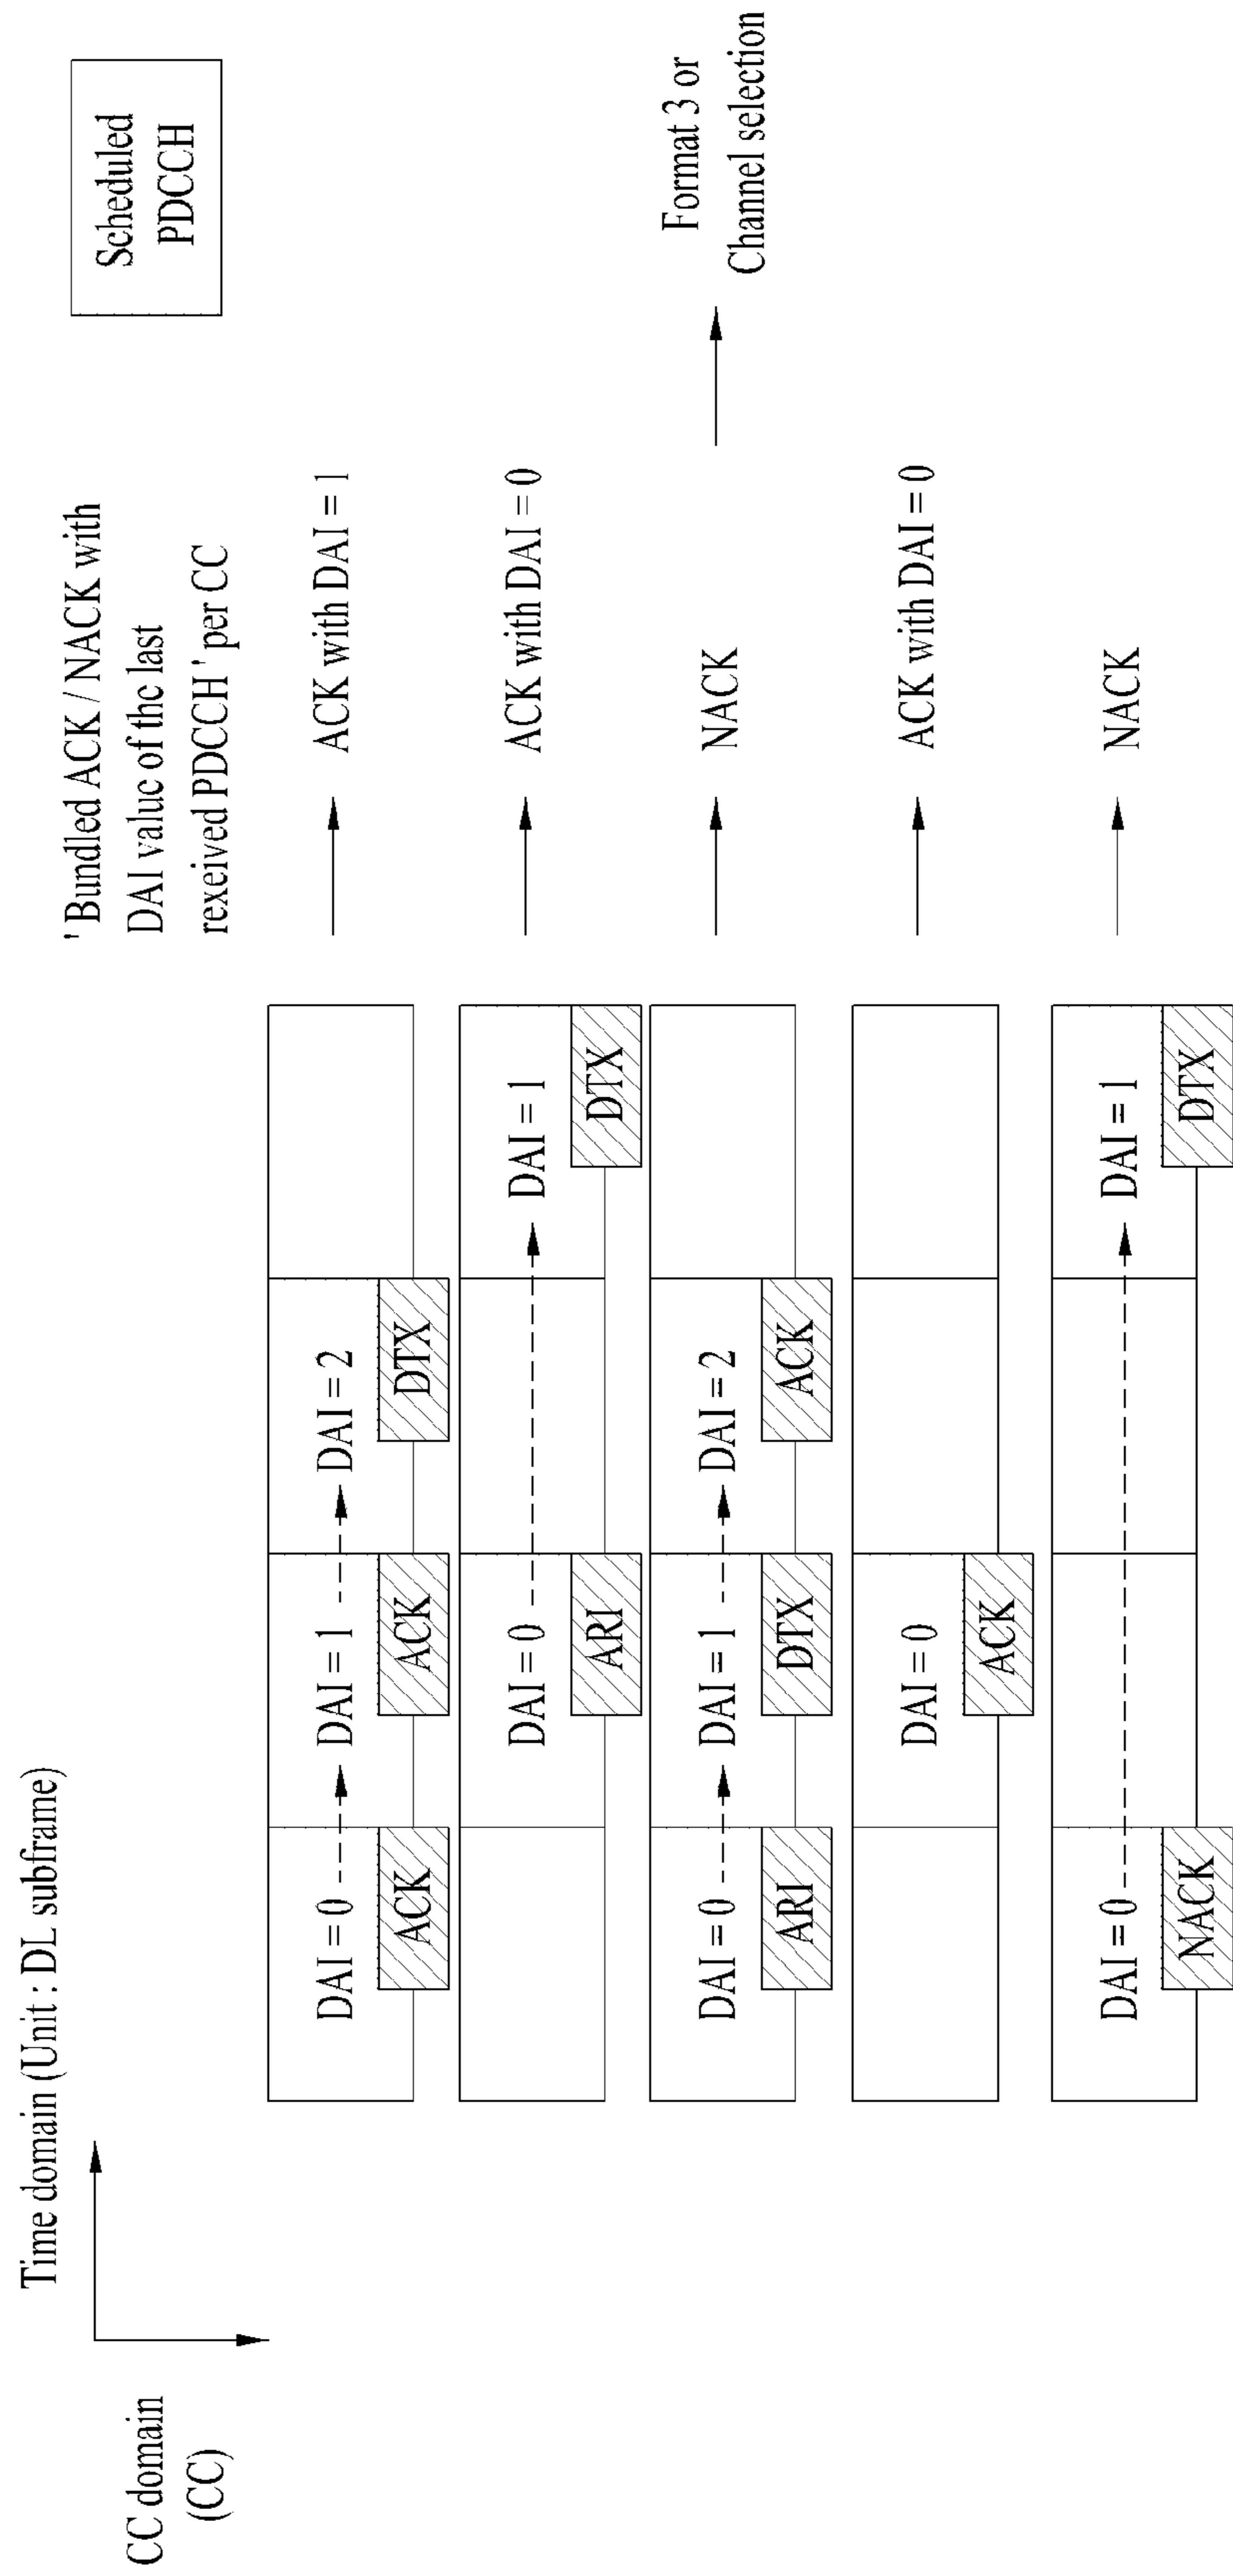 Time domain (Unit : DL subframe)
CC domain
(CC)
'Bundled ACK / NACK with
DAI value of the last
rexeived PDCCH ' per CC
Scheduled
PDCCH
DAI = 0
DAI = 1
DAI = 2
ACK
ACK
DTX
ACK with DAI = 1
DAI = 0
DAI = 1
ARI
DTX
ACK with DAI = 0
DAI = 0
DAI = 1
DAI = 2
ARI
DTX
ACK
NACK
Format 3 or
Channel selection
DAI = 0
ACK
ACK with DAI = 0
DAI = 0
DAI = 1
NACK
DTX
NACK